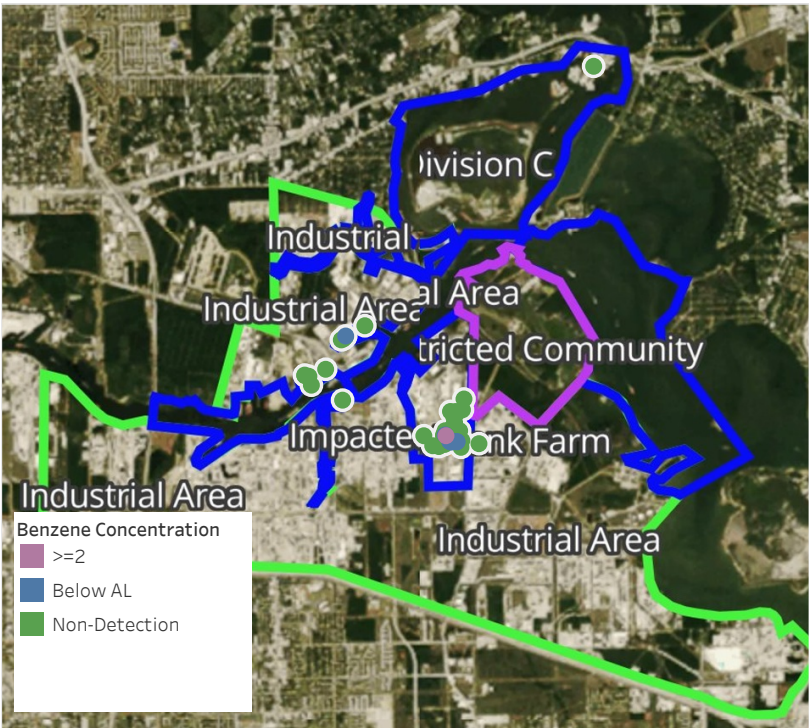 Division C
Industrial
Industrial Area
al Area
tricted Community
Impacte
nk Farm
Industrial Area
Industrial Area
Benzene Concentration
>=2
Below AL
Non-Detection